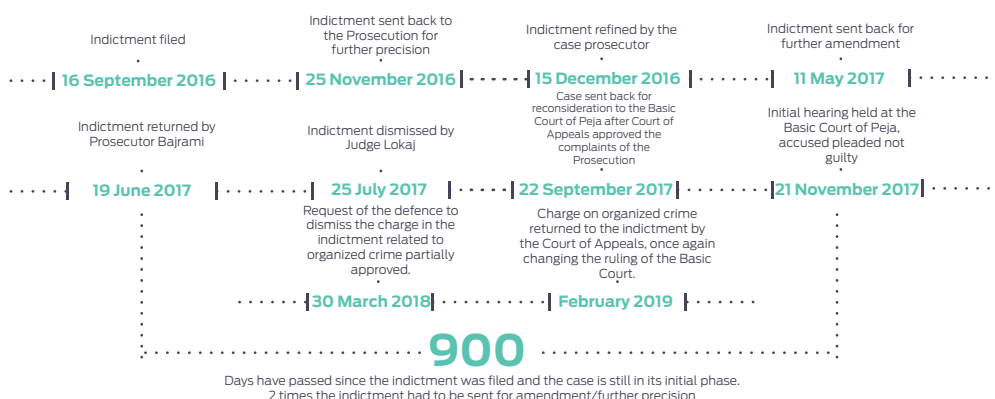 Indictment filed
16 September 2016
Indictment sent back to
the Prosecution for
further precision
25 November 2016
Indictment refined by the
case prosecutor
15 December 2016
Indictment sent back for
further amendment
11 May 2017
Indictment returned by
Prosecutor Bajrami
19 June 2017
Indictment dismissed by
Judge Lokaj
25 July 2017
Case sent back for
reconsideration to the Basic
Court of Peja after Court of
Appeals approved the
complaints of the
Prosecution
22 September 2017
Initial hearing held at the
Basic Court of Peja,
accused pleaded not
guilty
21 November 2017
Request of the defence to
dismiss the charge in the
indictment related to
organized crime partially
approved.
30 March 2018
Charge on organized crime
returned to the indictment by
the Court of Appeals, once again
changing the ruling of the Basic
Court.
February 2019
900
Days have passed since the indictment was filed and the case is still in its initial phase.
2 times the indictment had to be sent for amendment/further precision